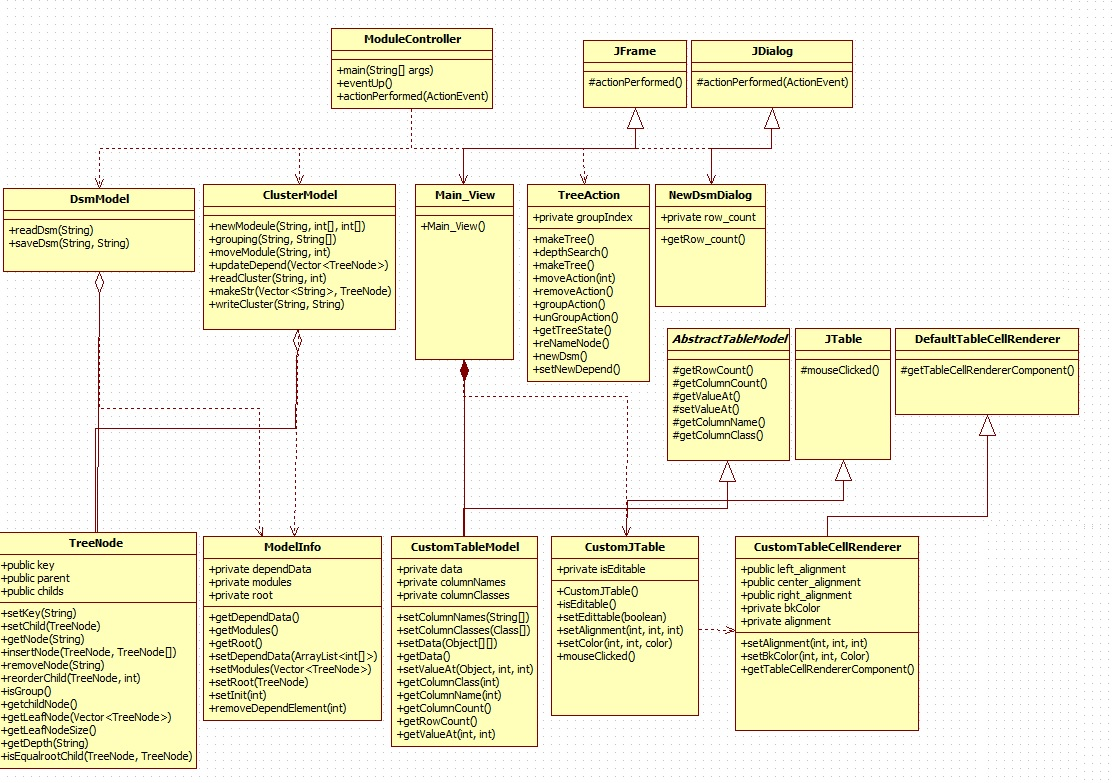 ModuleController
+main(String[] args)
+eventUp()
+actionPerformed(ActionEvent)
JFrame
#actionPerformed()
JDialog
#actionPerformed(ActionEvent)
DsmModel
+readDsm(String)
+saveDsm(String, String)
ClusterModel
+newModeule(String, int[], int[])
+grouping(String, String[])
+moveModule(String, int)
+updateDepend(Vector<TreeNode>)
+readCluster(String, int)
+makeStr(Vector<String>, TreeNode)
+writeCluster(String, String)
Main_View
+Main_View()
TreeAction
+private groupIndex
+makeTree()
+depthSearch()
+makeTree()
+moveAction(int)
+removeAction()
+groupAction()
+unGroupAction()
+getTreeState()
+reNameNode()
+newDsm()
+setNewDepend()
NewDsmDialog
+private row_count
+getRow_count()
AbstractTableModel
#getRowCount()
#getColumnCount()
#getValueAt()
#setValueAt()
#getColumnName()
#getColumnClass()
JTable
#mouseClicked()
DefaultTableCellRenderer
#getTableCellRendererComponent()
TreeNode
+public key
+public parent
+public childs
+setKey(String)
+setChild(TreeNode)
+getNode(String)
+insertNode(TreeNode, TreeNode[])
+removeNode(String)
+reorderChild(TreeNode, int)
+isGroup()
+getchildNode()
+getLeafNode(Vector<TreeNode>)
+getLeafNodeSize()
+getDepth(String)
+isEqualrootChild(TreeNode, TreeNode)
ModelInfo
+private dependData
+private modules
+private root
+getDependData()
+getModules()
+getRoot()
+setDependData(ArrayList<int[]>)
+setModules(Vector<TreeNode>)
+setRoot(TreeNode)
+setInit(int)
+removeDependElement(int)
CustomTableModel
+private data
+private columnNames
+private columnClasses
+setColumnNames(String[])
+setColumnClasses(Class[])
+setData(Object[][])
+getData()
+setValueAt(Object, int, int)
+getColumnClass(int)
+getColumnName(int)
+getColumnCount()
+getRowCount()
+getValueAt(int, int)
CustomJTable
+private isEditable
+CustomJTable()
+isEditable()
+setEdittable(boolean)
+setAlignment(int, int, int)
+setColor(int, int, color)
+mouseClicked()
CustomTableCellRenderer
+public left_alignment
+public center_alignment
+public right_alignment
+private bkColor
+private alignment
+setAlignment(int, int, int)
+setBkColor(int, int, Color)
+getTableCellRendererComponent()